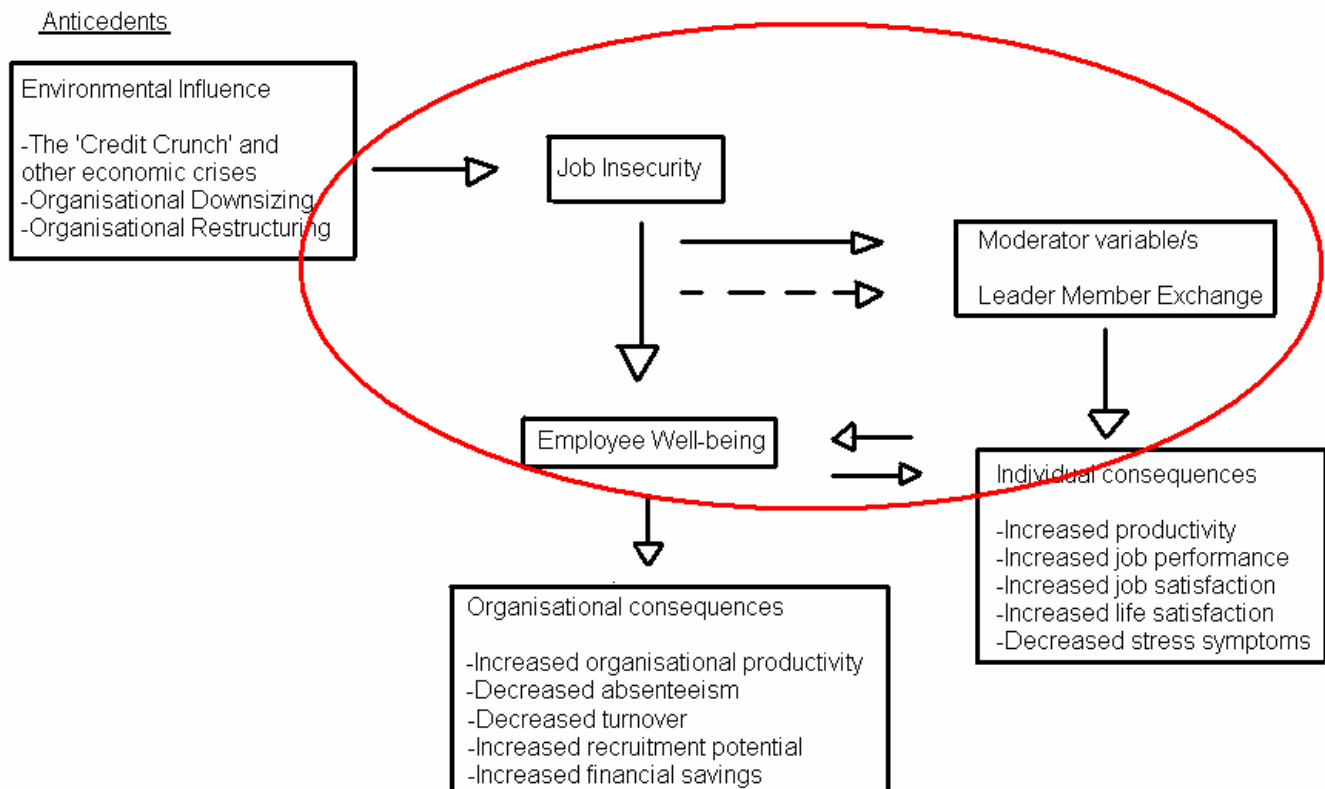 Anticedents
Environmental Influence
-The 'Credit Crunch' and
other economic crises
-Organisational Downsizing
-Organisational Restructuring
Job Insecurity
Moderator variable/s
Leader Member Exchange
Employee Well-being
Individual consequences
-Increased productivity
-Increased job performance
-Increased job satisfaction
-Increased life satisfaction
-Decreased stress symptoms
Organisational consequences
-Increased organisational productivity
-Decreased absenteeism
-Decreased turnover
-Increased recruitment potential
-Increased financial savings